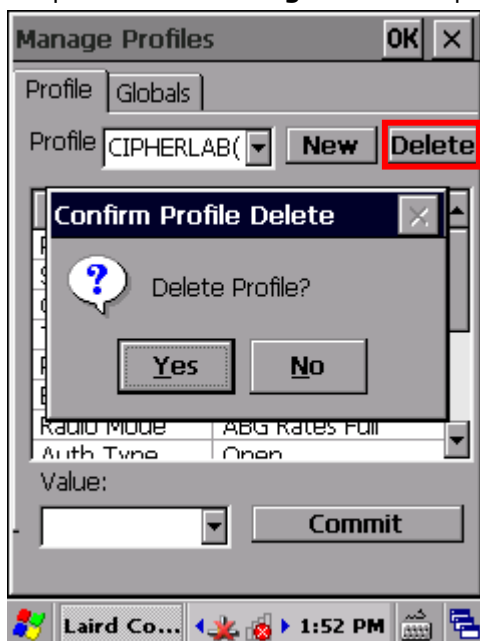 Manage Profiles OK ×
Profile Globals
Profile CIPHERLAB( New Delete
Confirm Profile Delete ×
Delete Profile?
Yes No
Radio Mode ABG Rates Full
Auth Type Open
Value:
Commit
Laird Co... 1:52 PM